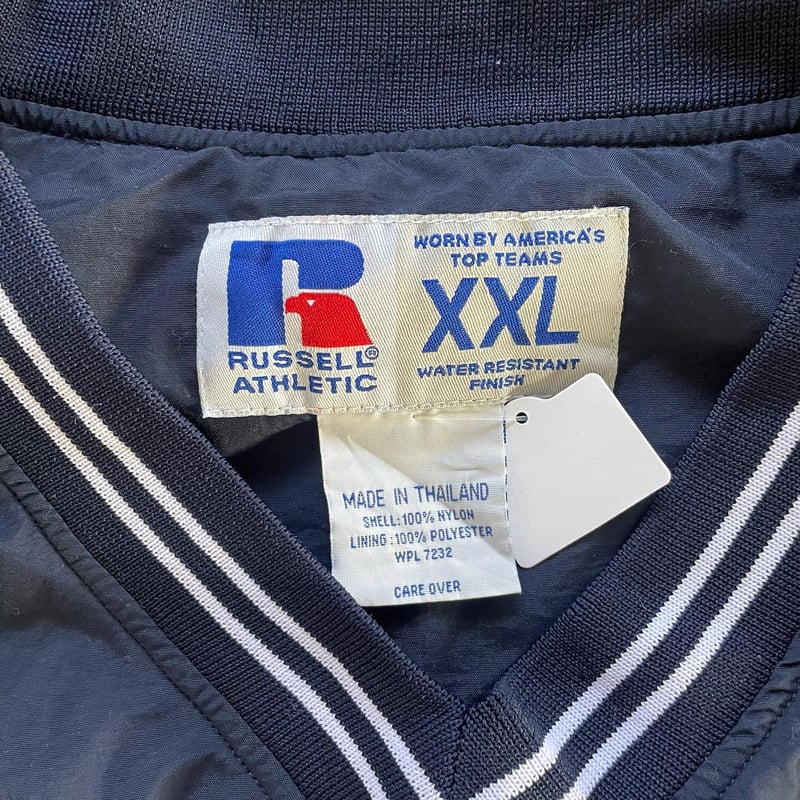 RUSSELL®
ATHLETIC
WORN BY AMERICA'S
TOP TEAMS
XXL
WATER RESISTANT
FINISH
MADE IN THAILAND
SHELL:100% NYLON
LINING:100% POLYESTER
WPL 7232
CARE OVER